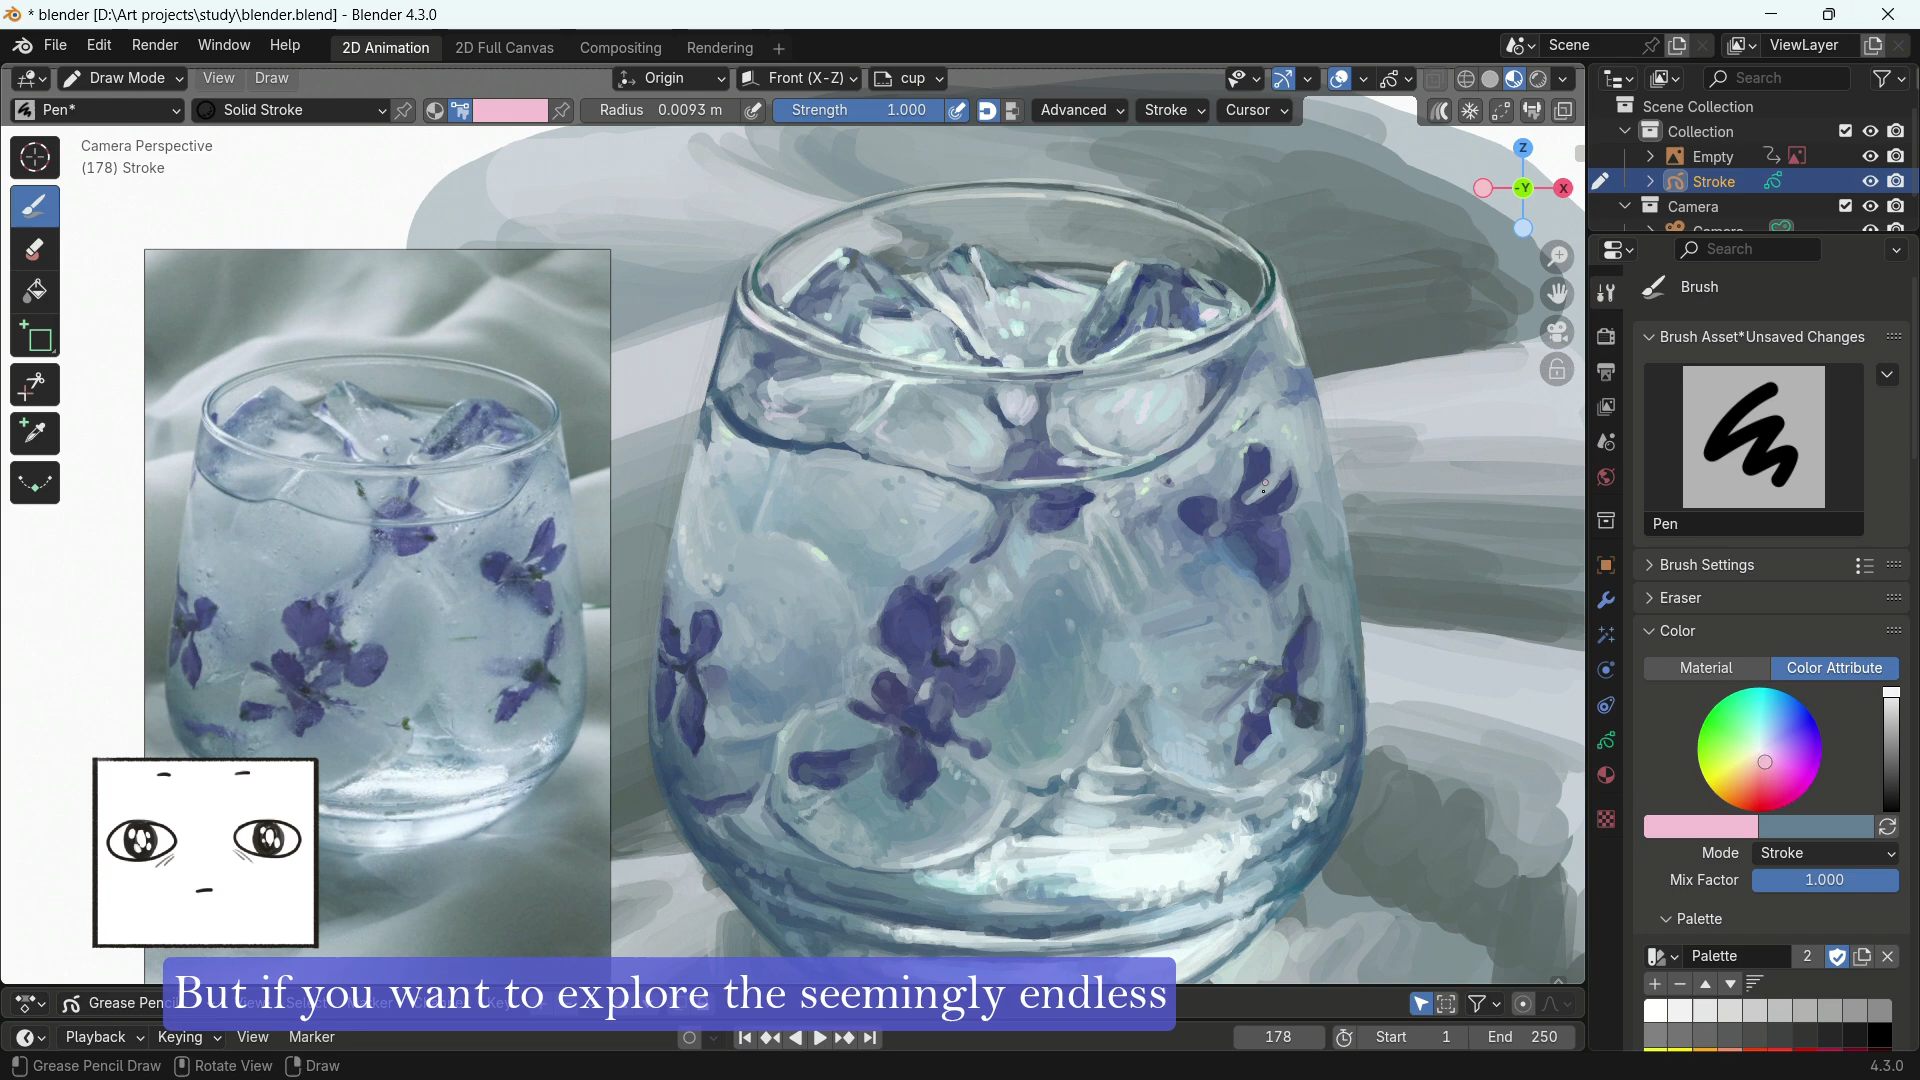 * blender [D:\Art projects\study\blender.blend] - Blender 4.3.0
File Edit Render Window Help 2D Animation 2D Full Canvas Compositing Rendering + Scene ViewLayer
Draw Mode View Draw Origin Front (X-Z) cup Search
Pen* Solid Stroke Radius 0.0093 m Strength 1.000 Advanced Stroke Cursor
Scene Collection
Collection
Empty
Stroke
Camera
Camera Perspective
(178) Stroke
Z
-Y
X
Search
Brush
Brush Asset*Unsaved Changes
Pen
Brush Settings
Eraser
Color
Material Color Attribute
Mode Stroke
Mix Factor 1.000
Palette
Palette 2
But if you want to explore the seemingly endless
Grease Penci
Playback Keying View Marker 178 Start 1 End 250
Grease Pencil Draw Rotate View Draw 4.3.0